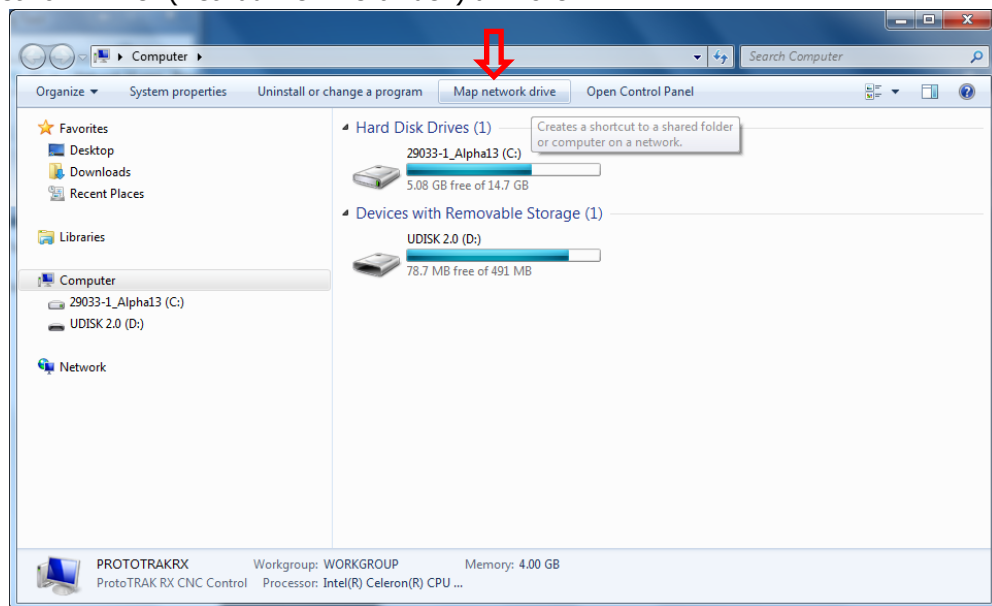 Computer
Search Computer
Organize
System properties
Uninstall or change a program
Map network drive
Open Control Panel
Favorites
Desktop
Downloads
Recent Places
Libraries
Computer
29033-1_Alpha13 (C:)
UDISK 2.0 (D:)
Network
Hard Disk Drives (1)
Creates a shortcut to a shared folder
or computer on a network.
29033-1_Alpha13 (C:)
5.08 GB free of 14.7 GB
Devices with Removable Storage (1)
UDISK 2.0 (D:)
78.7 MB free of 491 MB
PROTOTRAKRX Workgroup: WORKGROUP Memory: 4.00 GB
ProtoTRAK RX CNC Control Processor: Intel(R) Celeron(R) CPU ...